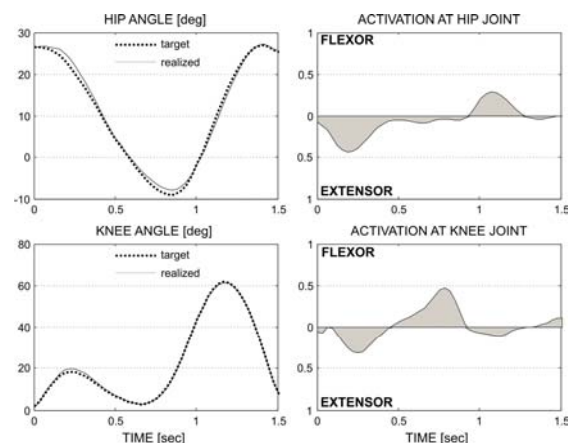 HIP ANGLE [deg]
ACTIVATION AT HIP JOINT
30
20
10
0
-10
target
realized
0
0.5
1
1.5
1
0.5
0
0.5
1
FLEXOR
EXTENSOR
0
0.5
1
1.5
KNEE ANGLE [deg]
ACTIVATION AT KNEE JOINT
80
60
40
20
0
target
realized
0
0.5
1
1.5
TIME [sec]
1
0.5
0
0.5
1
FLEXOR
EXTENSOR
0
0.5
1
1.5
TIME [sec]